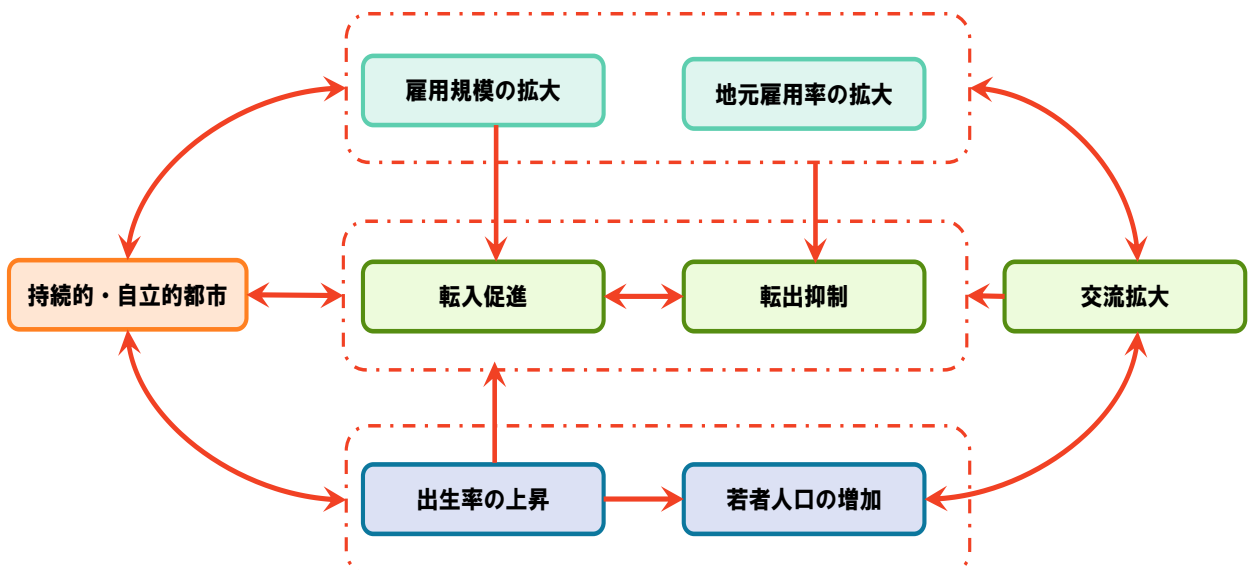 雇用規模の拡大
地元雇用率の拡大
持続的・自立的都市
転入促進
転出抑制
交流拡大
出生率の上昇
若者人口の増加